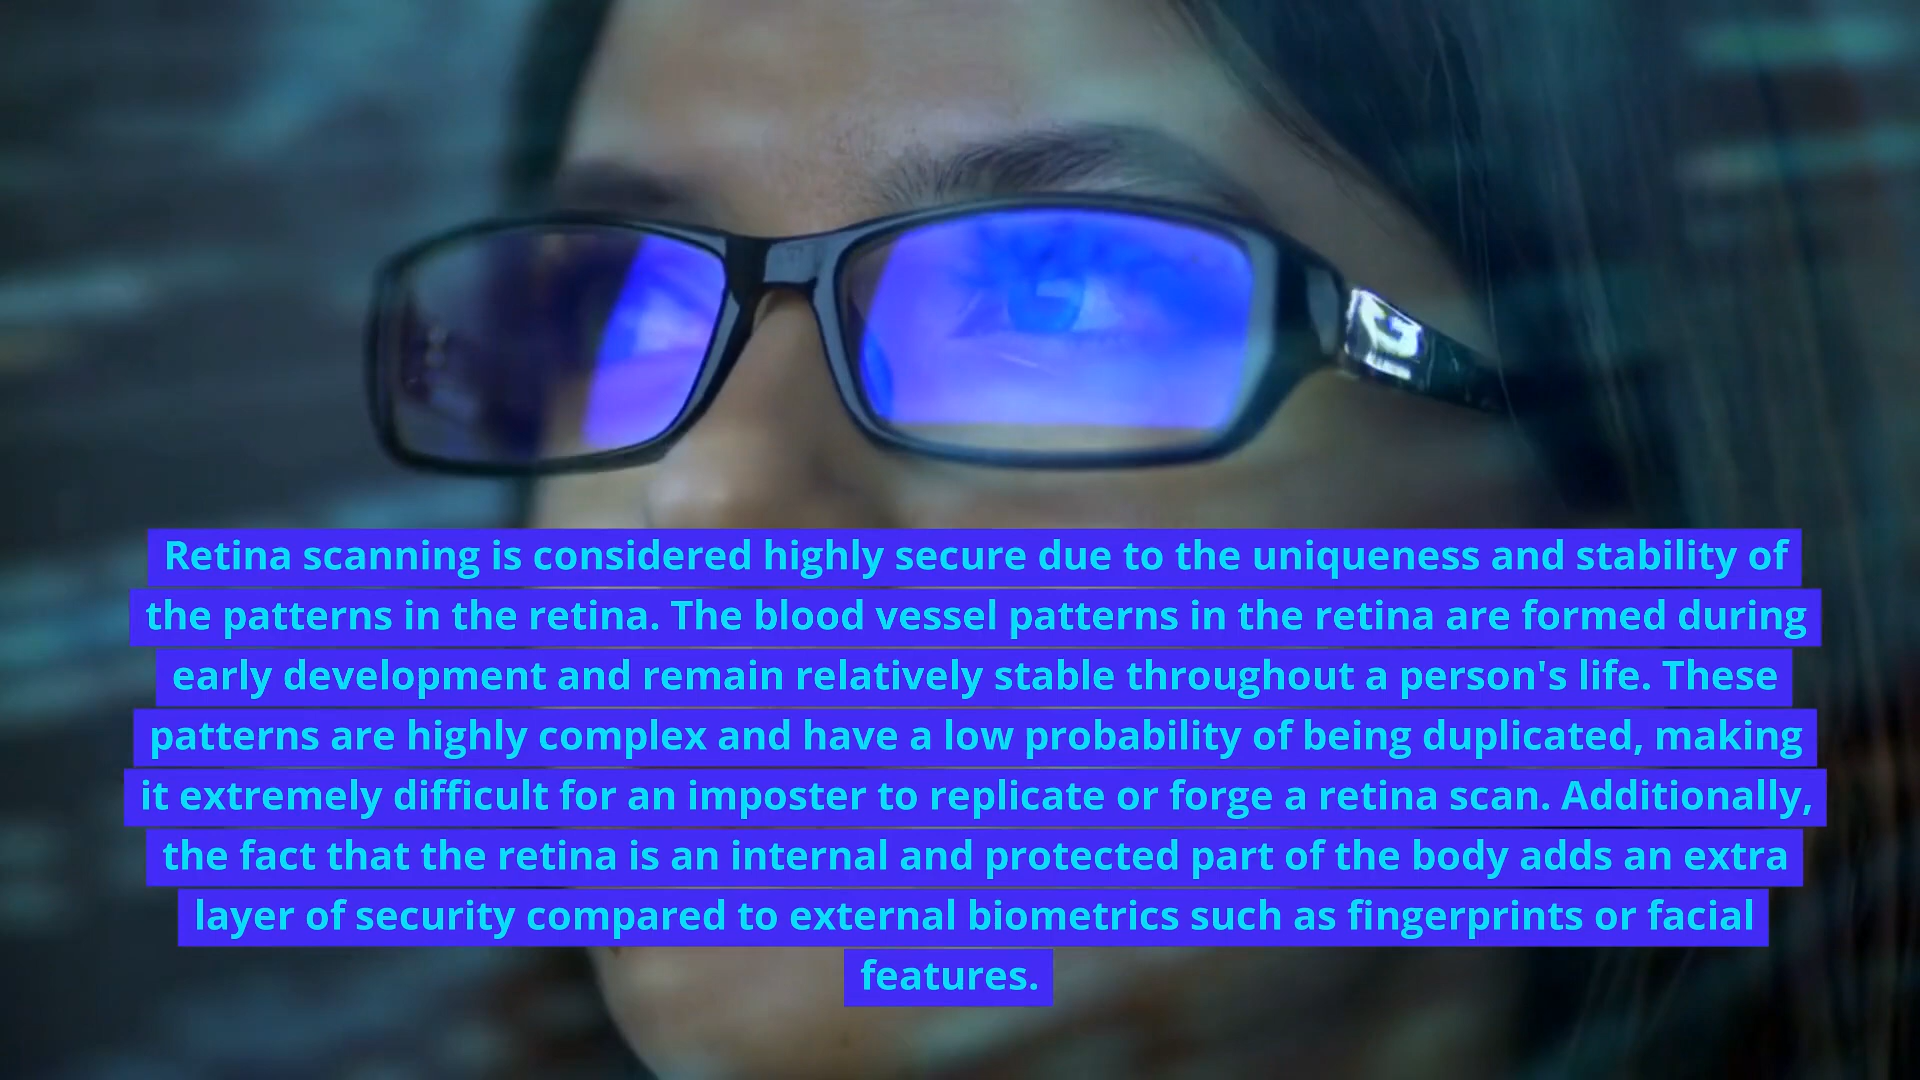 Retina scanning is considered highly secure due to the uniqueness and stability of
the patterns in the retina. The blood vessel patterns in the retina are formed during
early development and remain relatively stable throughout a person's life. These
patterns are highly complex and have a low probability of being duplicated, making
it extremely difficult for an imposter to replicate or forge a retina scan. Additionally,
the fact that the retina is an internal and protected part of the body adds an extra
layer of security compared to external biometrics such as fingerprints or facial
features.